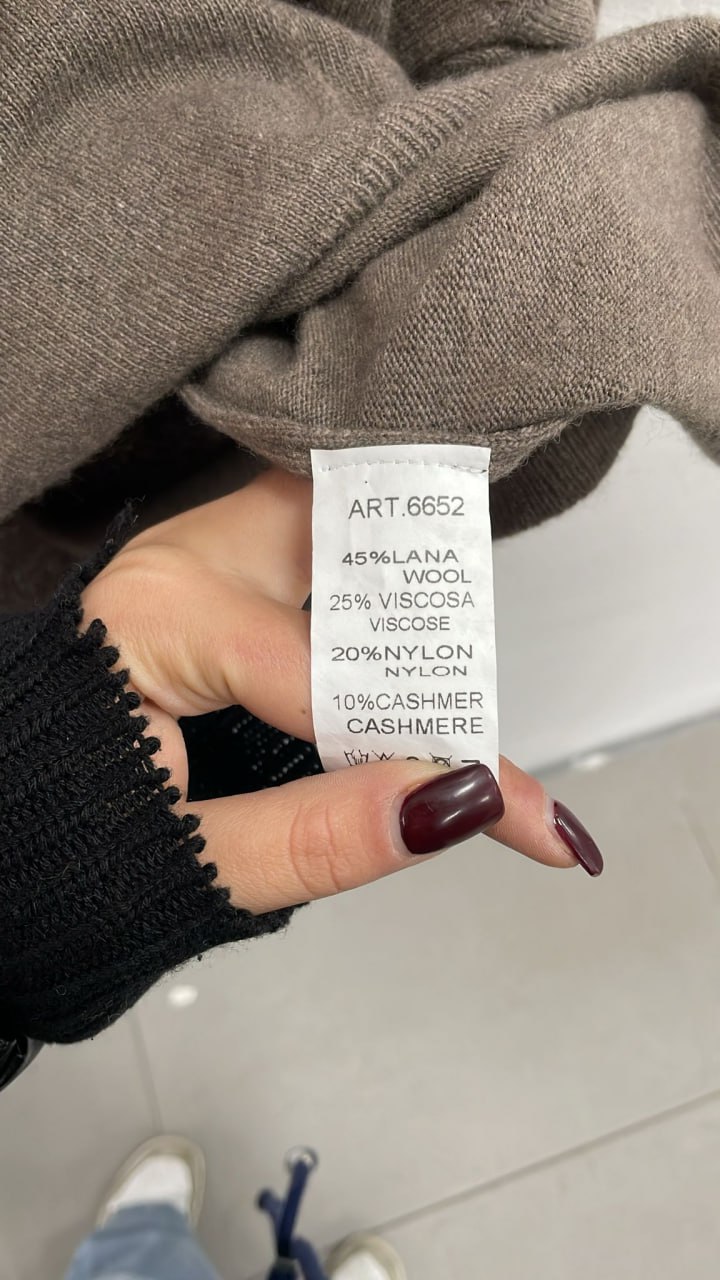 ART.6652
45%LANA
WOOL
25% VISCOSA
VISCOSE
20%NYLON
NYLON
10%CASHMER
CASHMERE